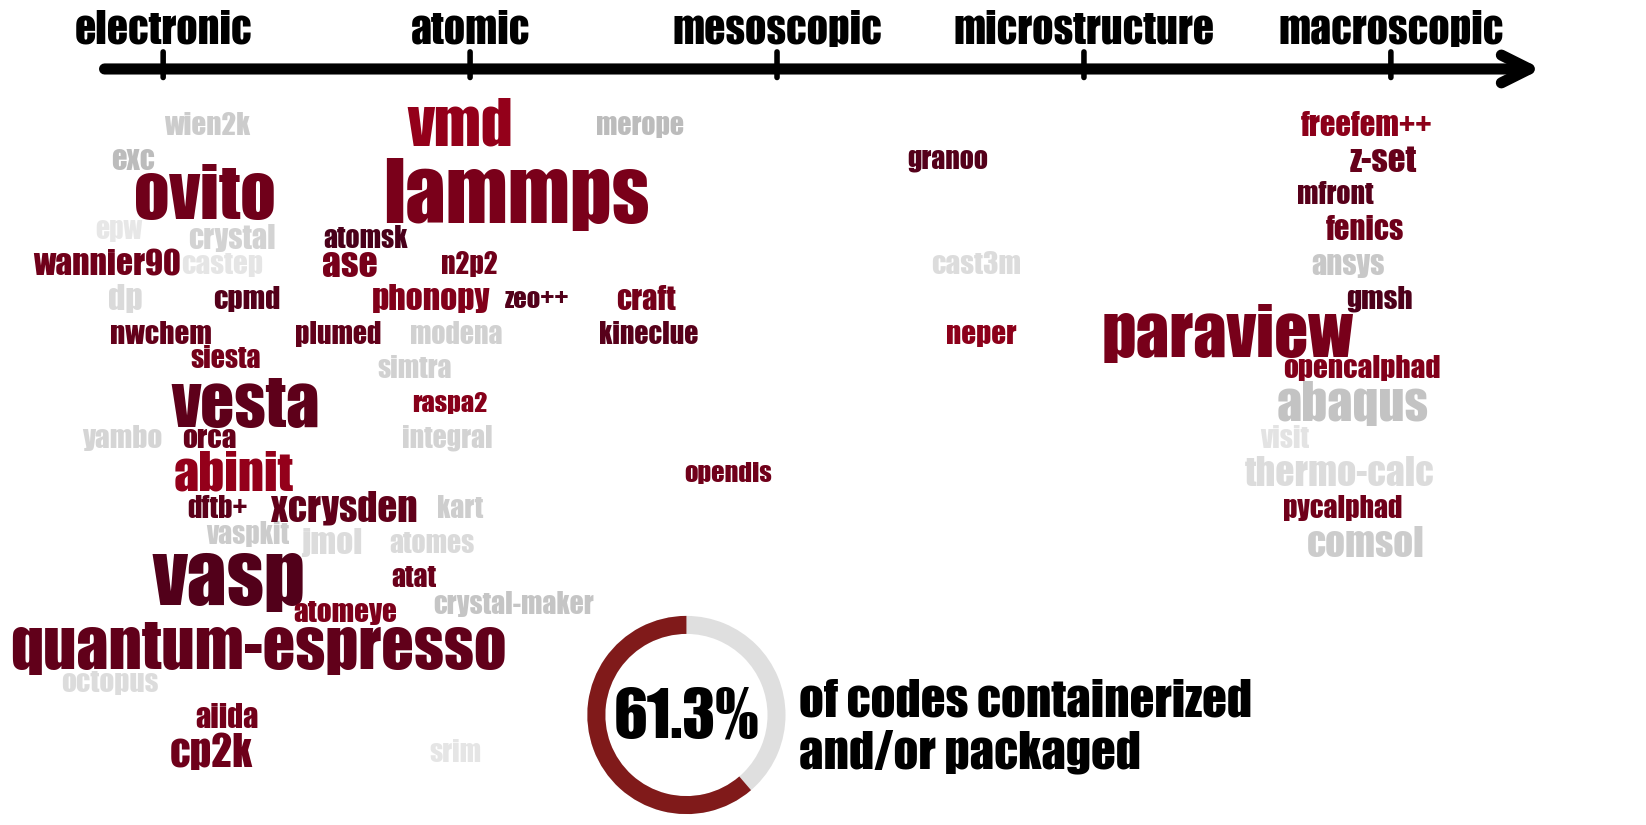 electronic atomic mesoscopic microstructure macroscopic
wien2k vmd merope freefem++
exc granoo z-set
ovito lammps mfront
epw crystal atomsk fenics
wannier90 castep ase n2p2 cast3m ansys
dp cpmd phonopy zeo++ craft gmsh
nwchem plumed modena kineclue neper paraview
siesta simtra opencalphad
vesta raspa2 abaqus
yambo orca integral visit
abinit opendis thermo-calc
dftb+ xcrysden kart pycalphad
vaspkit jmol atomes comsol
vasp atat
atomeye crystal-maker
quantum-espresso
octopus
aiida
cp2k srim
61.3%
of codes containerized
and/or packaged